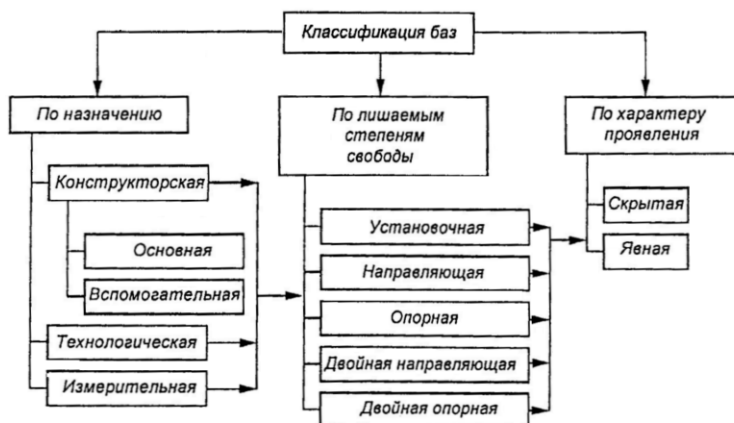 Классификация баз
По назначению
Конструкторская
Основная
Вспомогательная
Технологическая
Измерительная
По лишаемым
степеням
свободы
Установочная
Направляющая
Опорная
Двойная направляющая
Двойная опорная
По характеру
проявления
Скрытая
Явная